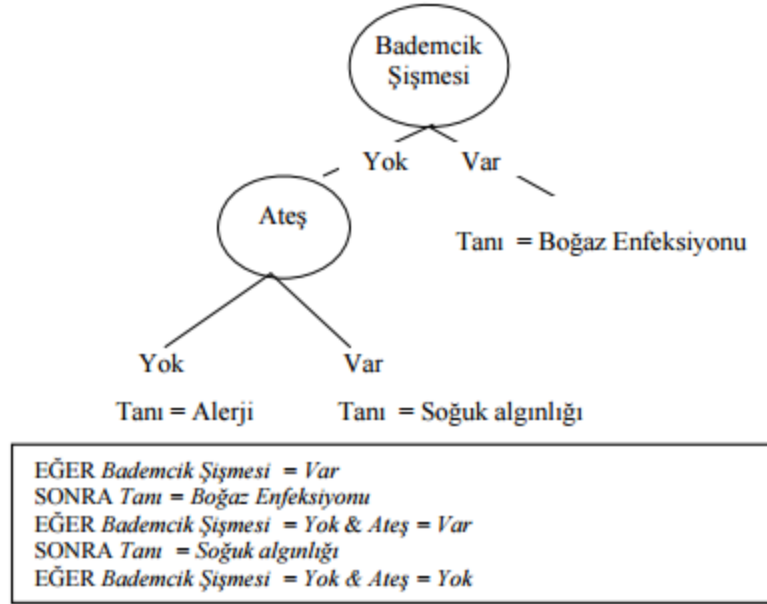 Bademcik
Şişmesi
Yok Var
Ateş
Tanı = Boğaz Enfeksiyonu
Yok Var
Tanı = Alerji Tanı = Soğuk algınlığı
EĞER Bademcik Şişmesi = Var
SONRA Tanı = Boğaz Enfeksiyonu
EĞER Bademcik Şişmesi = Yok & Ateş = Var
SONRA Tanı = Soğuk algınlığı
EĞER Bademcik Şişmesi = Yok & Ateş = Yok